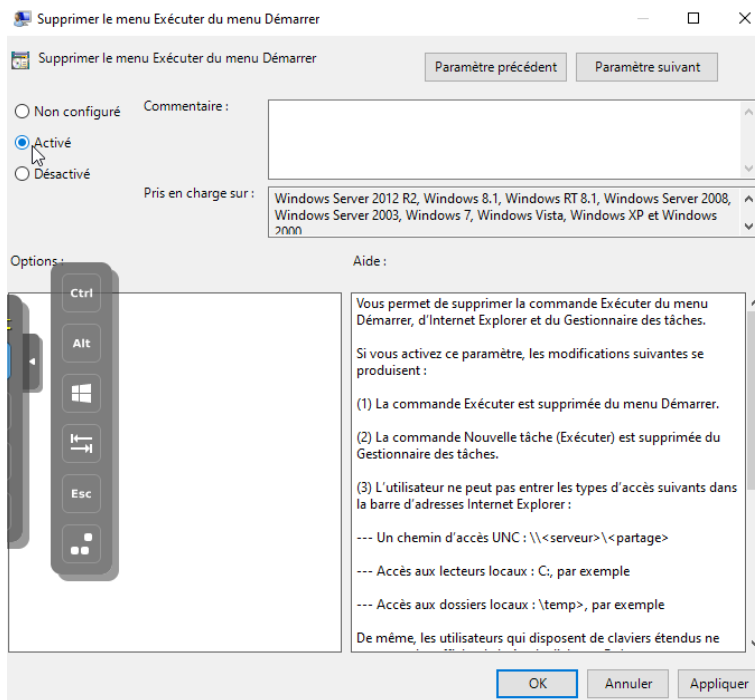 Supprimer le menu Exécuter du menu Démarrer
Supprimer le menu Exécuter du menu Démarrer
Paramètre précédent
Paramètre suivant
Non configuré
Commentaire :
Activé
Désactivé
Pris en charge sur :
Windows Server 2012 R2, Windows 8.1, Windows RT 8.1, Windows Server 2008,
Windows Server 2003, Windows 7, Windows Vista, Windows XP et Windows
2000
Options :
Aide :
Ctrl
Alt
Esc
Vous permet de supprimer la commande Exécuter du menu
Démarrer, d'Internet Explorer et du Gestionnaire des tâches.
Si vous activez ce paramètre, les modifications suivantes se
produisent :
(1) La commande Exécuter est supprimée du menu Démarrer.
(2) La commande Nouvelle tâche (Exécuter) est supprimée du
Gestionnaire des tâches.
(3) L'utilisateur ne peut pas entrer les types d'accès suivants dans
la barre d'adresses Internet Explorer :
--- Un chemin d'accès UNC : \\<serveur>\<partage>
--- Accès aux lecteurs locaux : C:, par exemple
--- Accès aux dossiers locaux : \temp>, par exemple
De même, les utilisateurs qui disposent de claviers étendus ne
OK
Annuler
Appliquer